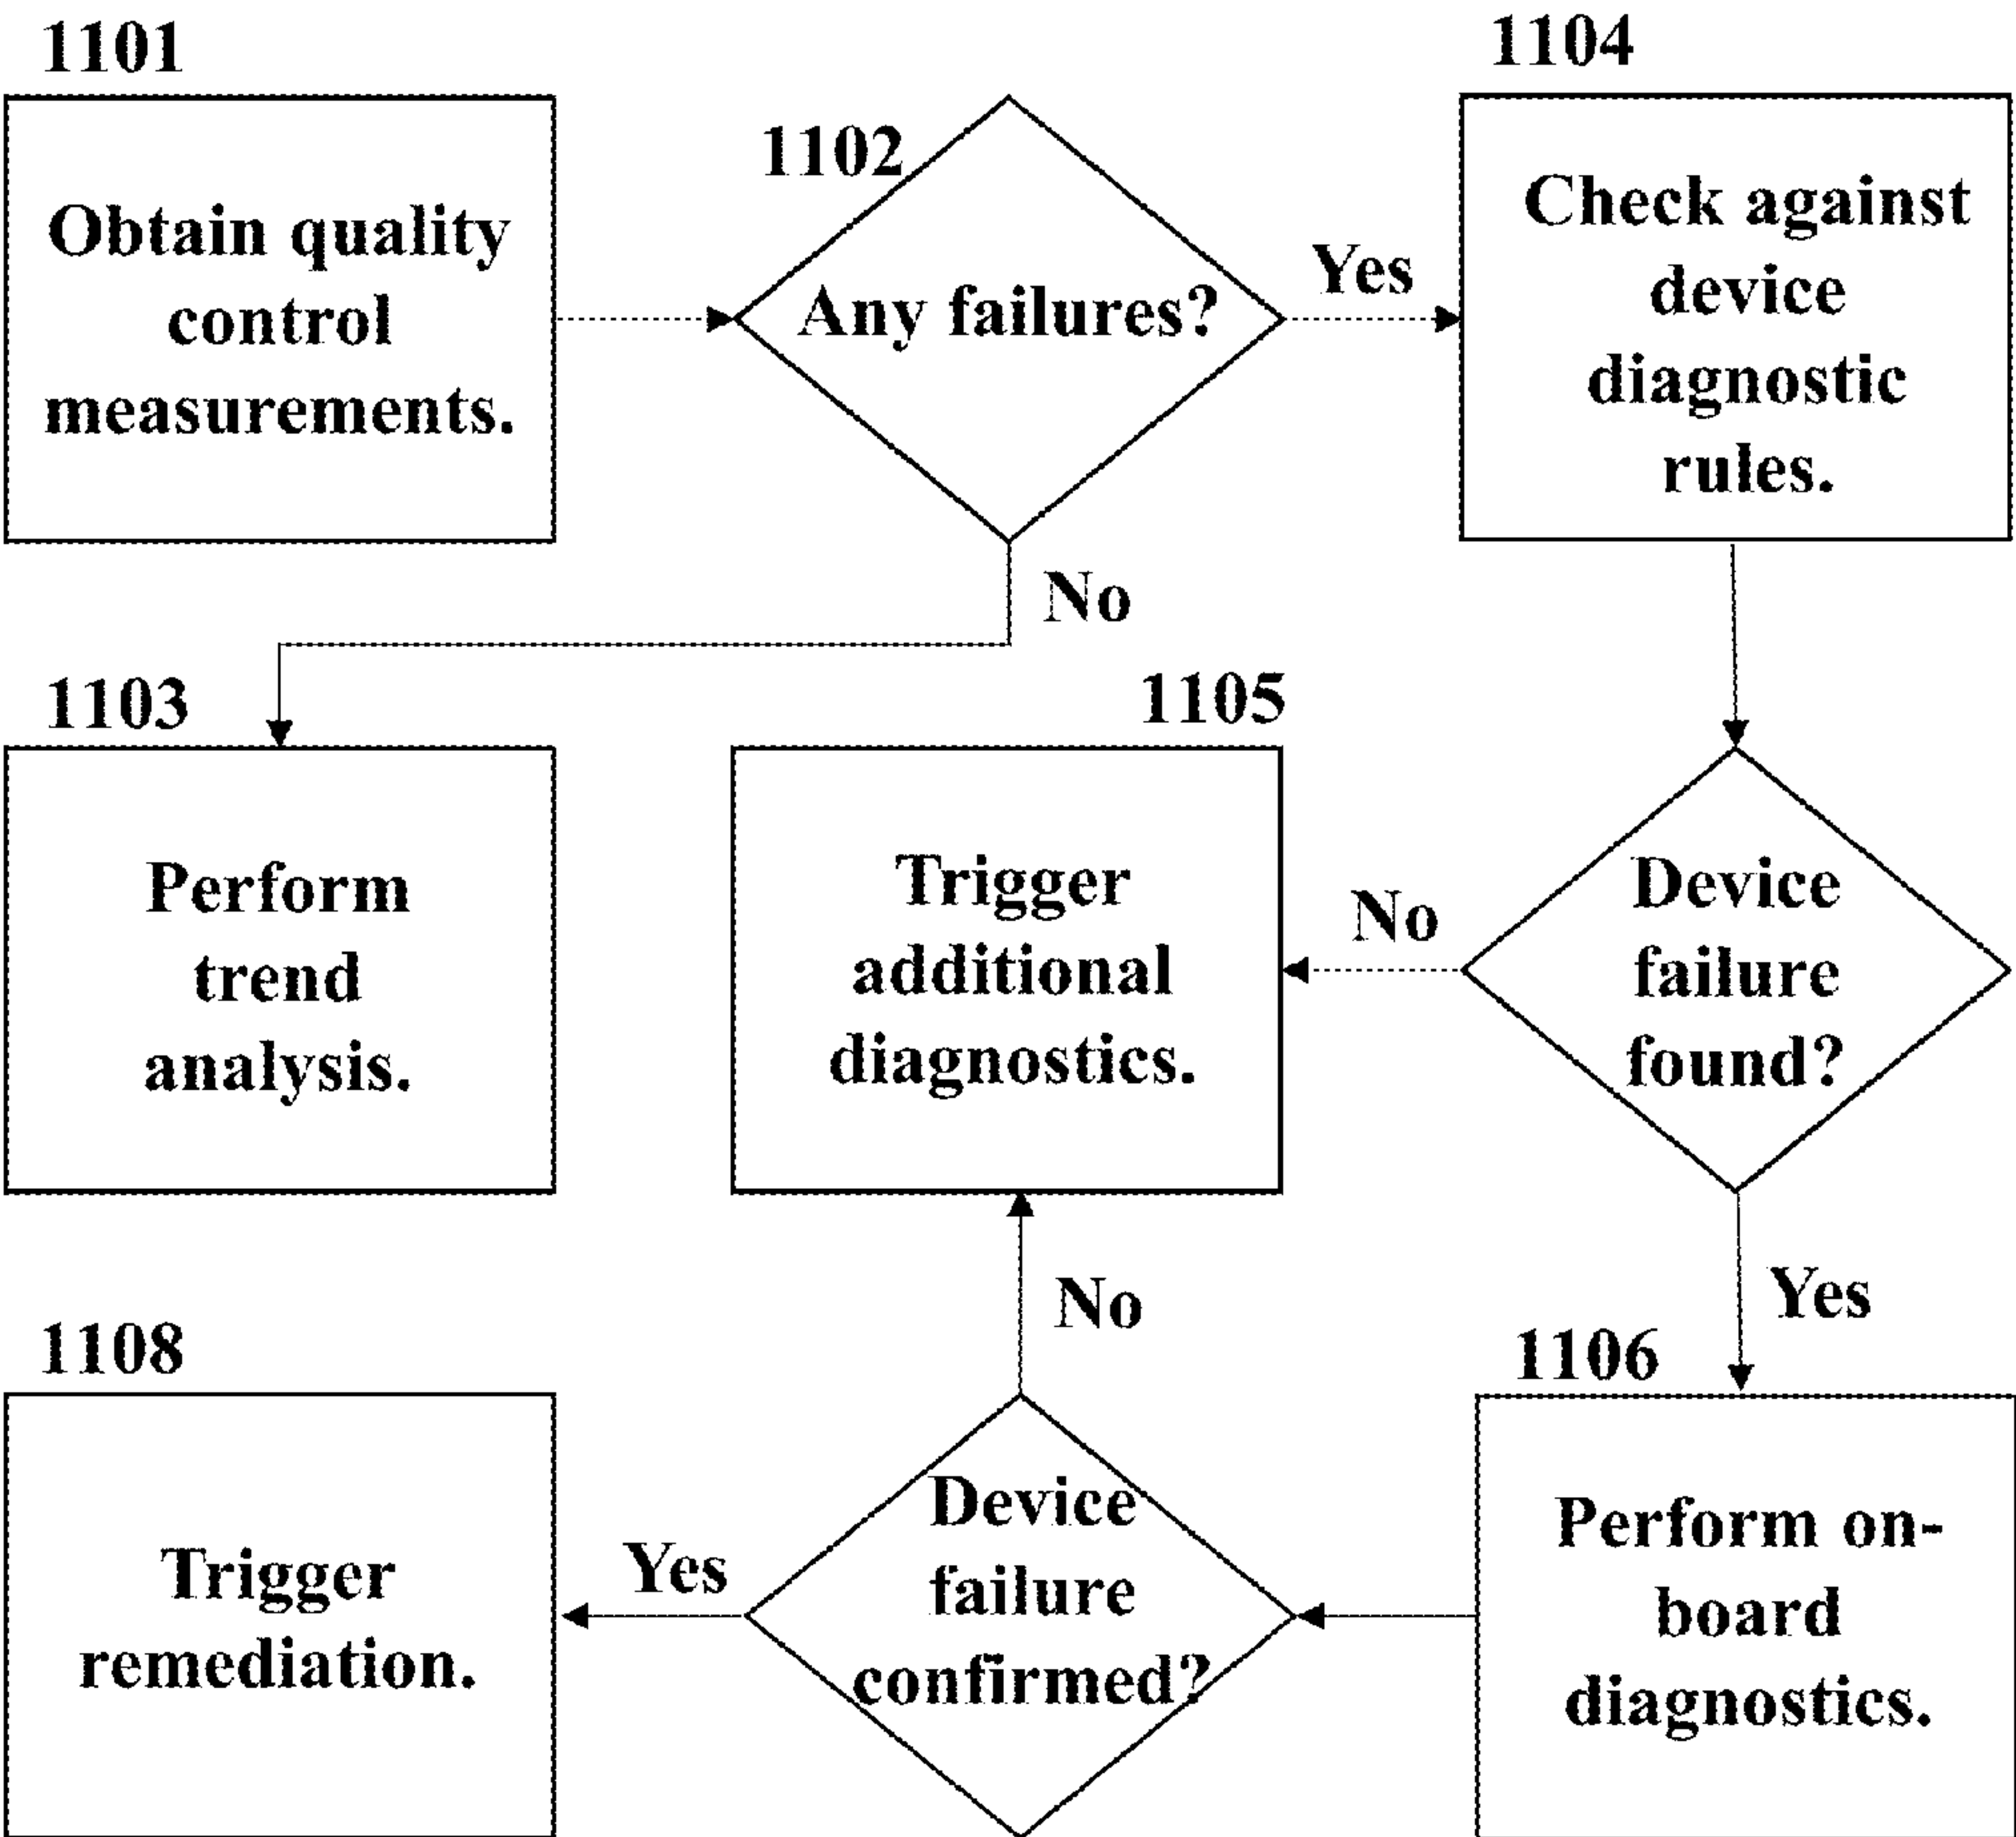 1101
Obtain quality
control
measurements.
1102
Any failures?
Yes
1104
Check against
device
diagnostic
rules.
No
1103
Perform
trend
analysis.
1105
Trigger
additional
diagnostics.
No
Device
failure
found?
Yes
1106
Perform on-
board
diagnostics.
No
Device
failure
confirmed?
Yes
1108
Trigger
remediation.